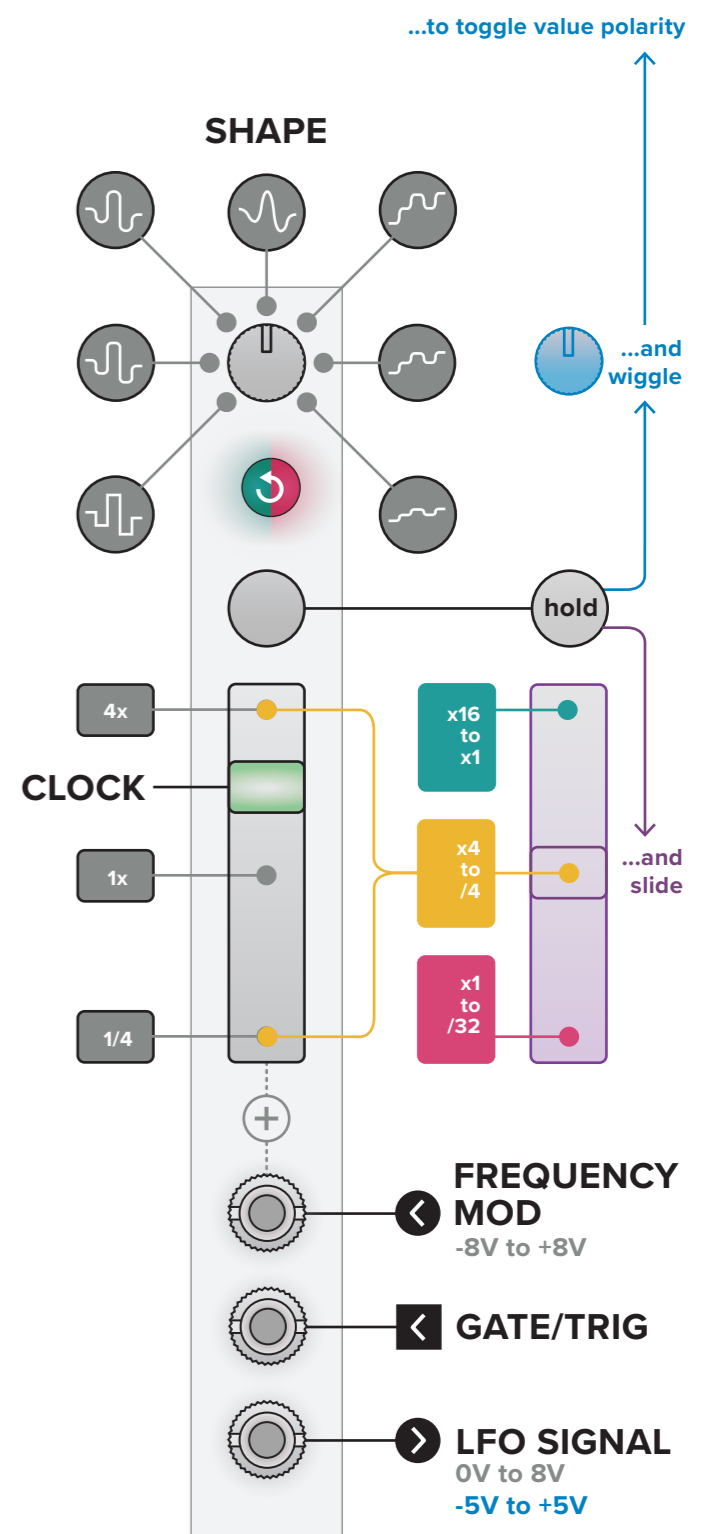 ...to toggle value polarity
SHAPE
...and
wiggle
hold
4x
x16
to
x1
CLOCK
x4
to
/4
...and
slide
1x
x1
to
/32
1/4
FREQUENCY
MOD
-8V to +8V
GATE/TRIG
LFO SIGNAL
0V to 8V
-5V to +5V